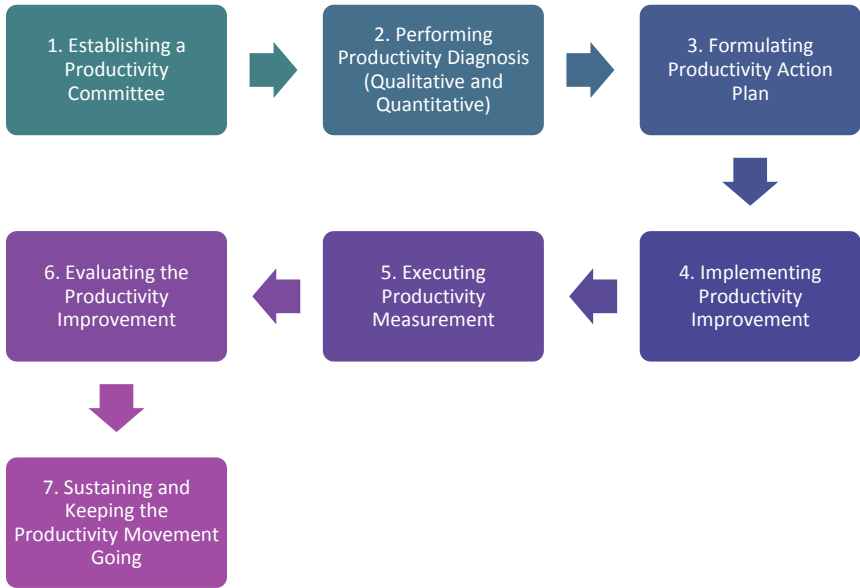 1. Establishing a
Productivity
Committee
2. Performing
Productivity Diagnosis
(Qualitative and
Quantitative)
3. Formulating
Productivity Action
Plan
4. Implementing
Productivity
Improvement
5. Executing
Productivity
Measurement
6. Evaluating the
Productivity
Improvement
7. Sustaining and
Keeping the
Productivity Movement
Going